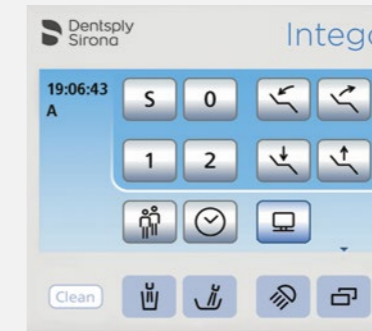 Dentsply
Sirona
Intego
19:06:43
A
S
0
1
2
Clean